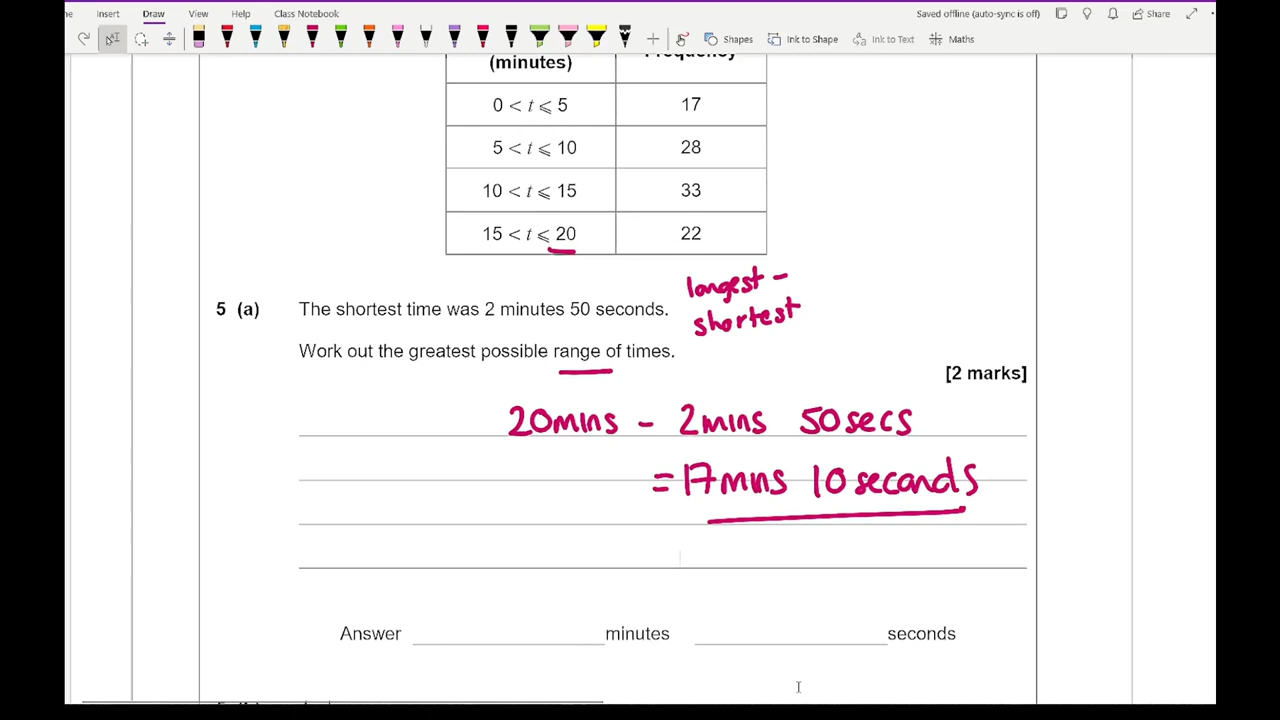 Insert Draw View Help Class Notebook Saved offline (auto-sync is off) Share
Shapes Ink to Shape Ink to Text Maths
(minutes) Frequency
0 < t ⩽ 5 17
5 < t ⩽ 10 28
10 < t ⩽ 15 33
15 < t ⩽ 20 22
longest -
shortest
5 (a) The shortest time was 2 minutes 50 seconds.
Work out the greatest possible range of times.
[2 marks]
20mins - 2mins 50secs
= 17mins 10seconds
Answer minutes seconds